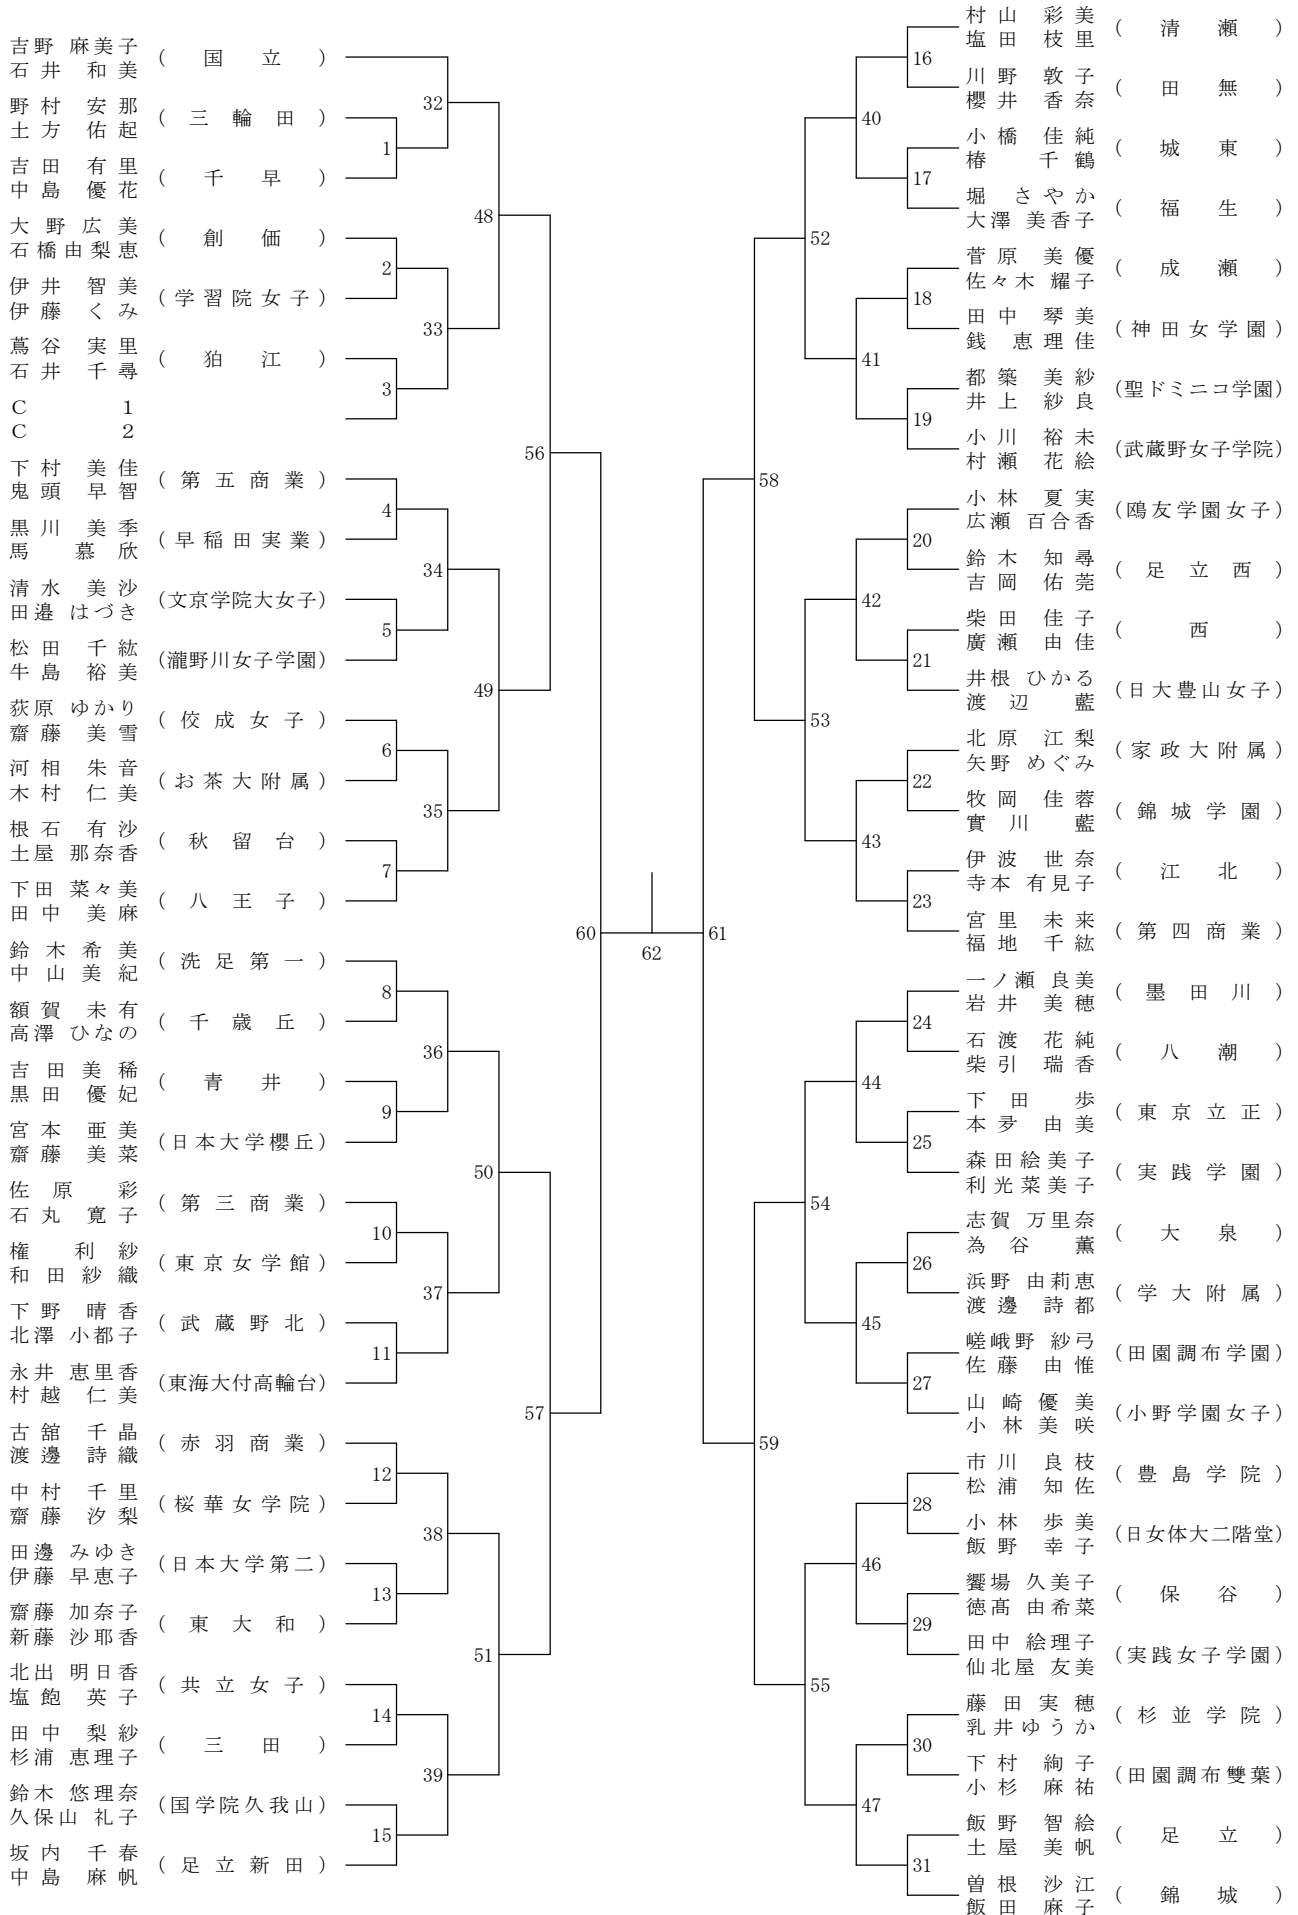 吉野 麻美子
石井 和美 (国立)
野村 安那
土方 佑起 (三輪田)
吉田 有里
中島 優花 (千早)
大野広美
石橋由梨恵 (創価)
伊井 智美
伊藤 くみ (学習院女子)
蔦谷 実里
石井 千尋 (狛江)
C 1
C 2
下村 美佳
鬼頭 早智 (第五商業)
黒川 美季
馬 慕欣 (早稲田実業)
清水 美沙
田邉 はづき (文京学院大女子)
松田 千紘
牛島 裕美 (瀧野川女子学園)
荻原 ゆかり
齋藤 美雪 (佼成女子)
河相 朱音
木村 仁美 (お茶大附属)
根石 有沙
土屋 那奈香 (秋留台)
下田 菜々美
田中 美麻 (八王子)
鈴木希美
中山美紀 (洗足第一)
額賀 未有
高澤 ひなの (千歳丘)
吉田美稀
黒田優妃 (青井)
宮本 亜美
齋藤 美菜 (日本大学櫻丘)
佐原 彩
石丸 寛子 (第三商業)
権 利紗
和田紗織 (東京女学館)
下野 晴香
北澤 小都子 (武蔵野北)
永井 恵里香
村越 仁美 (東海大付高輪台)
古舘 千晶
渡邊 詩織 (赤羽商業)
中村 千里
齋藤 汐梨 (桜華女学院)
田邊 みゆき
伊藤 早恵子 (日本大学第二)
齋藤 加奈子
新藤 沙耶香 (東大和)
北出 明日香
塩飽 英子 (共立女子)
田中 梨紗
杉浦 恵理子 (三田)
鈴木 悠理奈
久保山 礼子 (国学院久我山)
坂内 千春
中島 麻帆 (足立新田)
1
2
3
4
5
6
7
8
9
10
11
12
13
14
15
32
33
34
35
36
37
38
39
48
49
50
51
56
57
60
62
61
58
59
52
53
54
55
40
41
42
43
44
45
46
47
16
17
18
19
20
21
22
23
24
25
26
27
28
29
30
31
村山 彩美
塩田 枝里 (清瀬)
川野 敦子
櫻井 香奈 (田無)
小橋 佳純
椿 千鶴 (城東)
堀 さやか
大澤 美香子 (福生)
菅原 美優
佐々木 耀子 (成瀬)
田中 琴美
銭 恵理佳 (神田女学園)
都築 美紗
井上 紗良 (聖ドミニコ学園)
小川 裕未
村瀬 花絵 (武蔵野女子学院)
小林 夏実
広瀬 百合香 (鴎友学園女子)
鈴木 知尋
吉岡 佑莞 (足立西)
柴田 佳子
廣瀬 由佳 (西)
井根 ひかる
渡辺 藍 (日大豊山女子)
北原 江梨
矢野 めぐみ (家政大附属)
牧岡 佳蓉
實川 藍 (錦城学園)
伊波 世奈
寺本 有見子 (江北)
宮里 未来
福地 千紘 (第四商業)
一ノ瀬 良美
岩井 美穂 (墨田川)
石渡 花純
柴引 瑞香 (八潮)
下田 歩
本夛 由美 (東京立正)
森田絵美子
利光菜美子 (実践学園)
志賀 万里奈
為谷 薫 (大泉)
浜野 由莉恵
渡邊 詩都 (学大附属)
嵯峨野 紗弓
佐藤 由惟 (田園調布学園)
山崎優美
小林美咲 (小野学園女子)
市川 良枝
松浦 知佐 (豊島学院)
小林 歩美
飯野 幸子 (日女体大二階堂)
饗場 久美子
徳髙 由希菜 (保谷)
田中 絵理子
仙北屋 友美 (実践女子学園)
藤田実穂
乳井ゆうか (杉並学院)
下村 絢子
小杉 麻祐 (田園調布雙葉)
飯野 智絵
土屋 美帆 (足立)
曽根 沙江
飯田 麻子 (錦城)